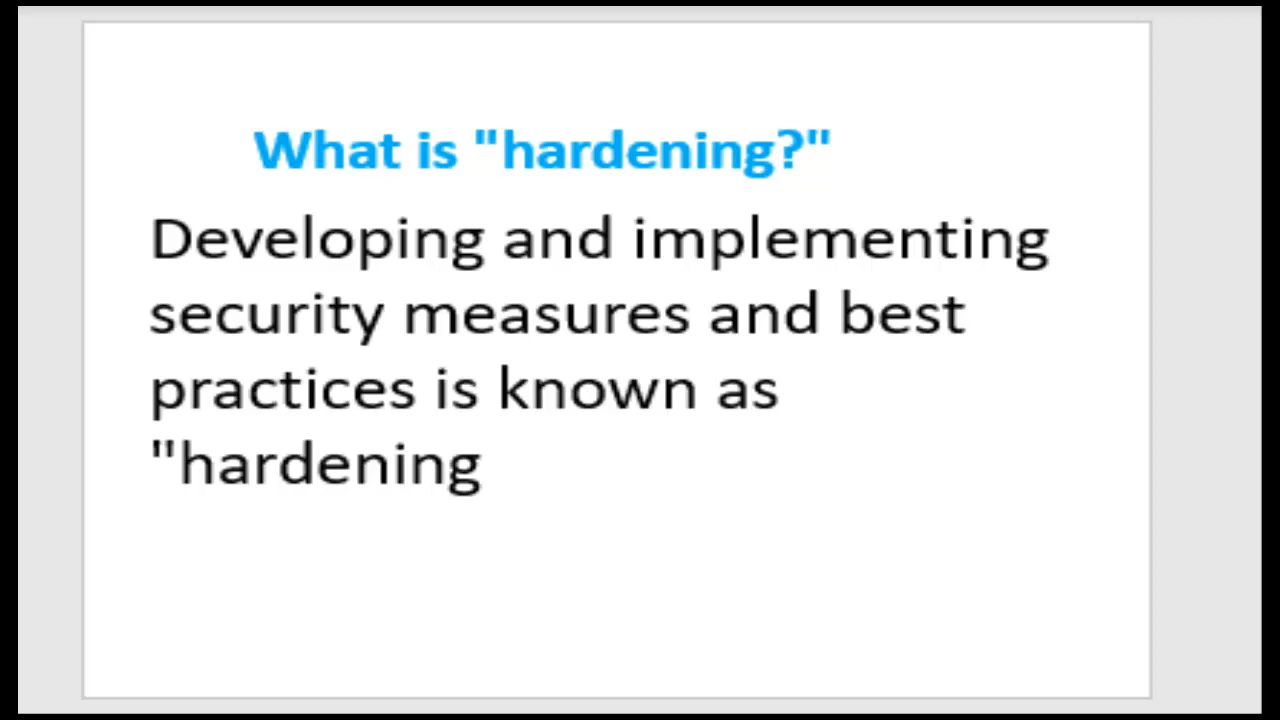 What is "hardening?"
Developing and implementing
security measures and best
practices is known as
"hardening